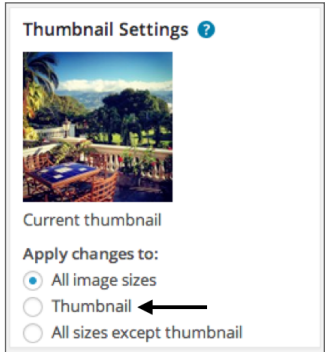 Thumbnail Settings ?
Current thumbnail
Apply changes to:
All image sizes
Thumbnail
All sizes except thumbnail